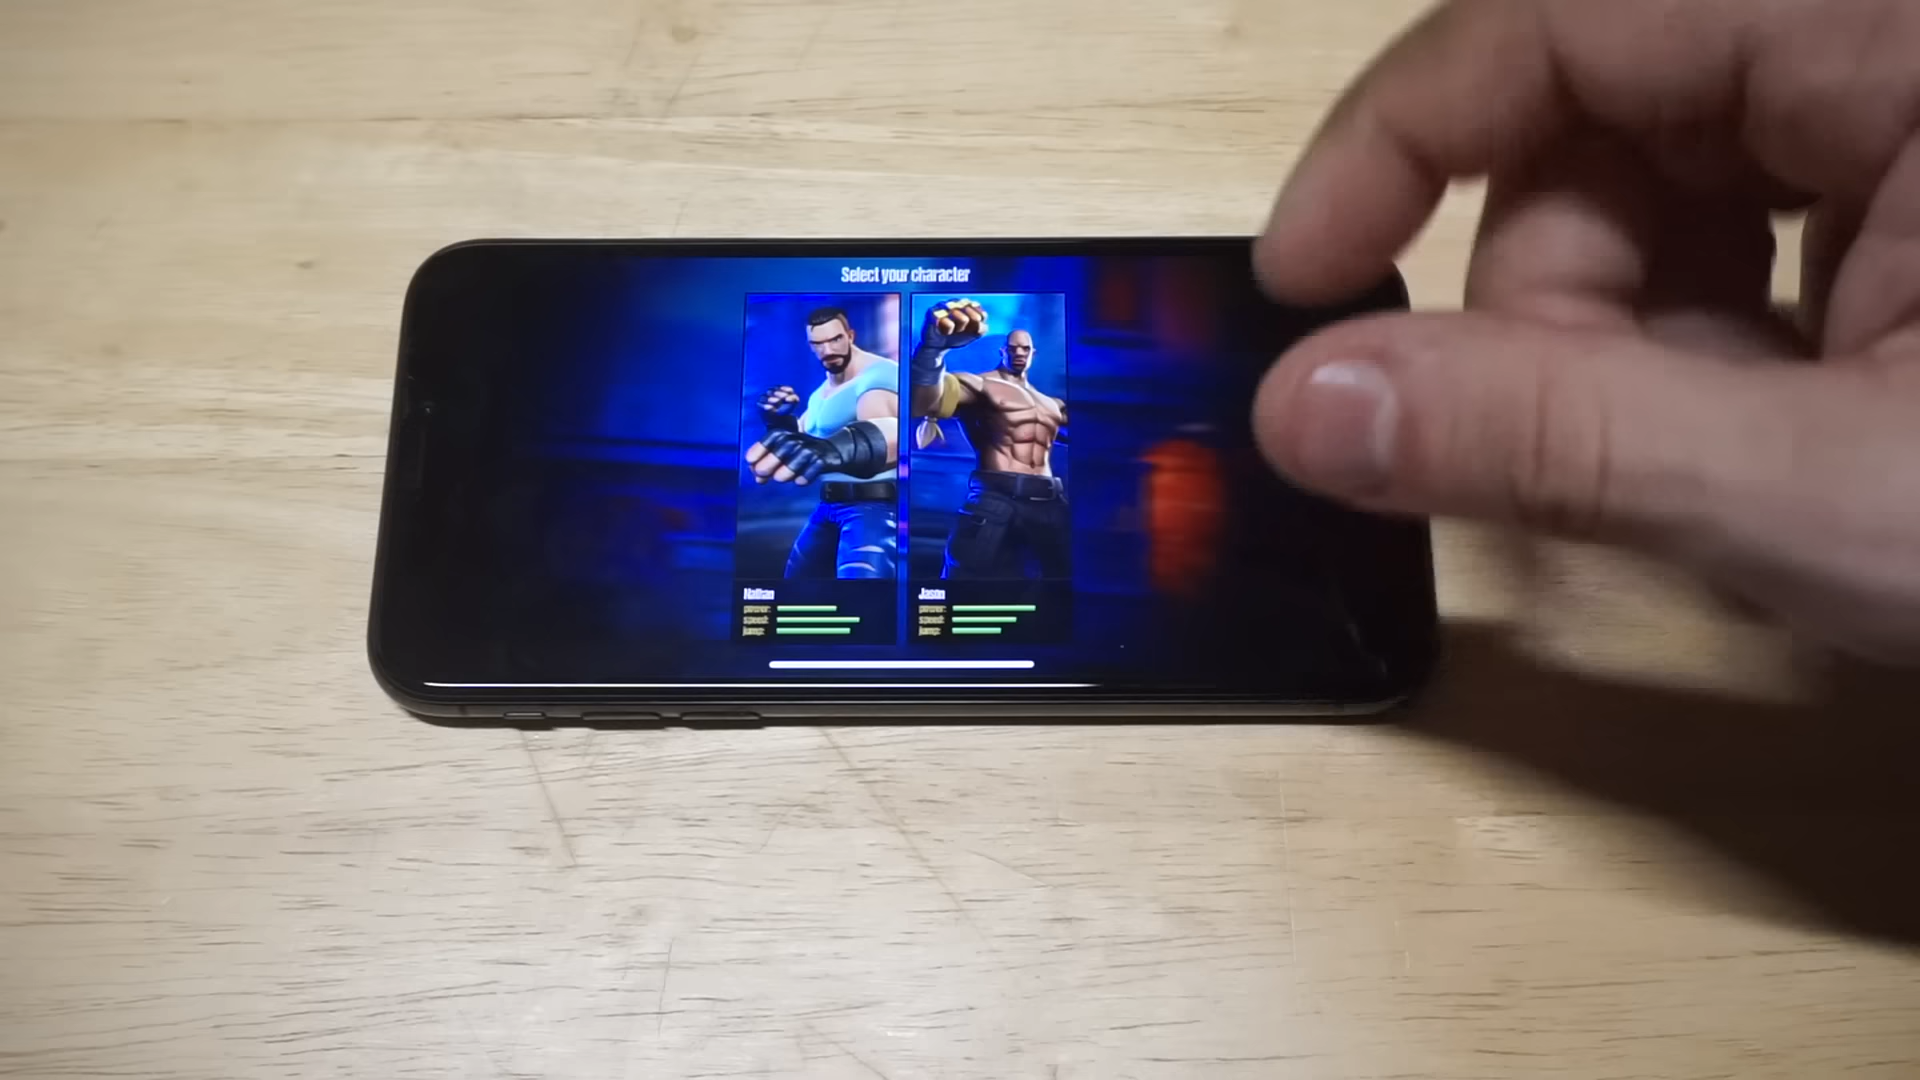 Select your character
Nathan
power:
speed:
jump:
Jason
power:
speed:
jump: